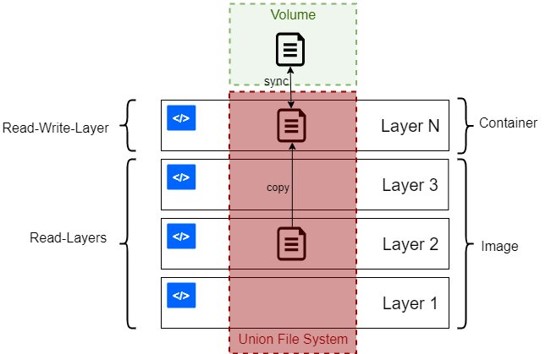 Volume
sync
</>
Layer N
Read-Write-Layer
Container
</>
Layer 3
copy
Read-Layers
</>
Layer 2
Image
</>
Layer 1
Union File System